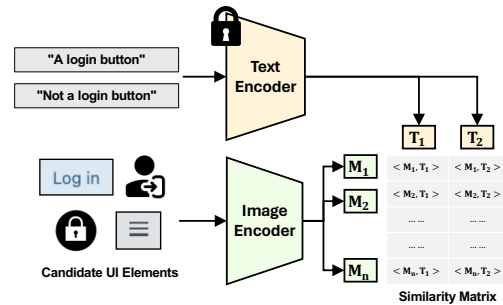 "A login button"
"Not a login button"
Text
Encoder
T1 T2
Log in
Candidate UI Elements
Image
Encoder
M1
M2
Mn
< M1, T1 > < M1, T2 >
< M2, T1 > < M2, T2 >
... ... ... ...
... ... ... ...
< Mn, T1 > < Mn, T2 >
Similarity Matrix